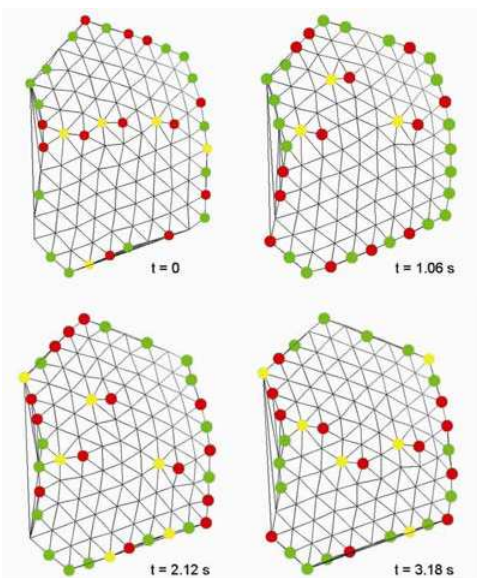 t = 0
t = 1.06 s
t = 2.12 s
t = 3.18 s